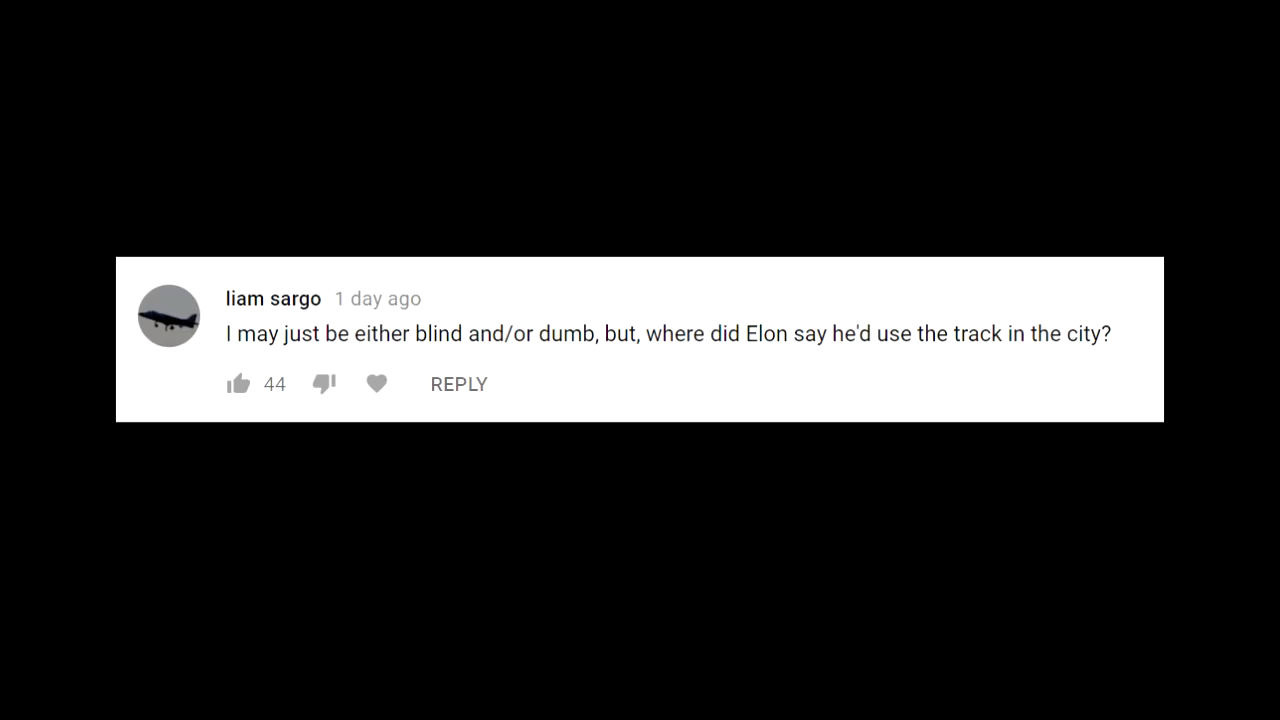 liam sargo 1 day ago
I may just be either blind and/or dumb, but, where did Elon say he'd use the track in the city?
44 REPLY